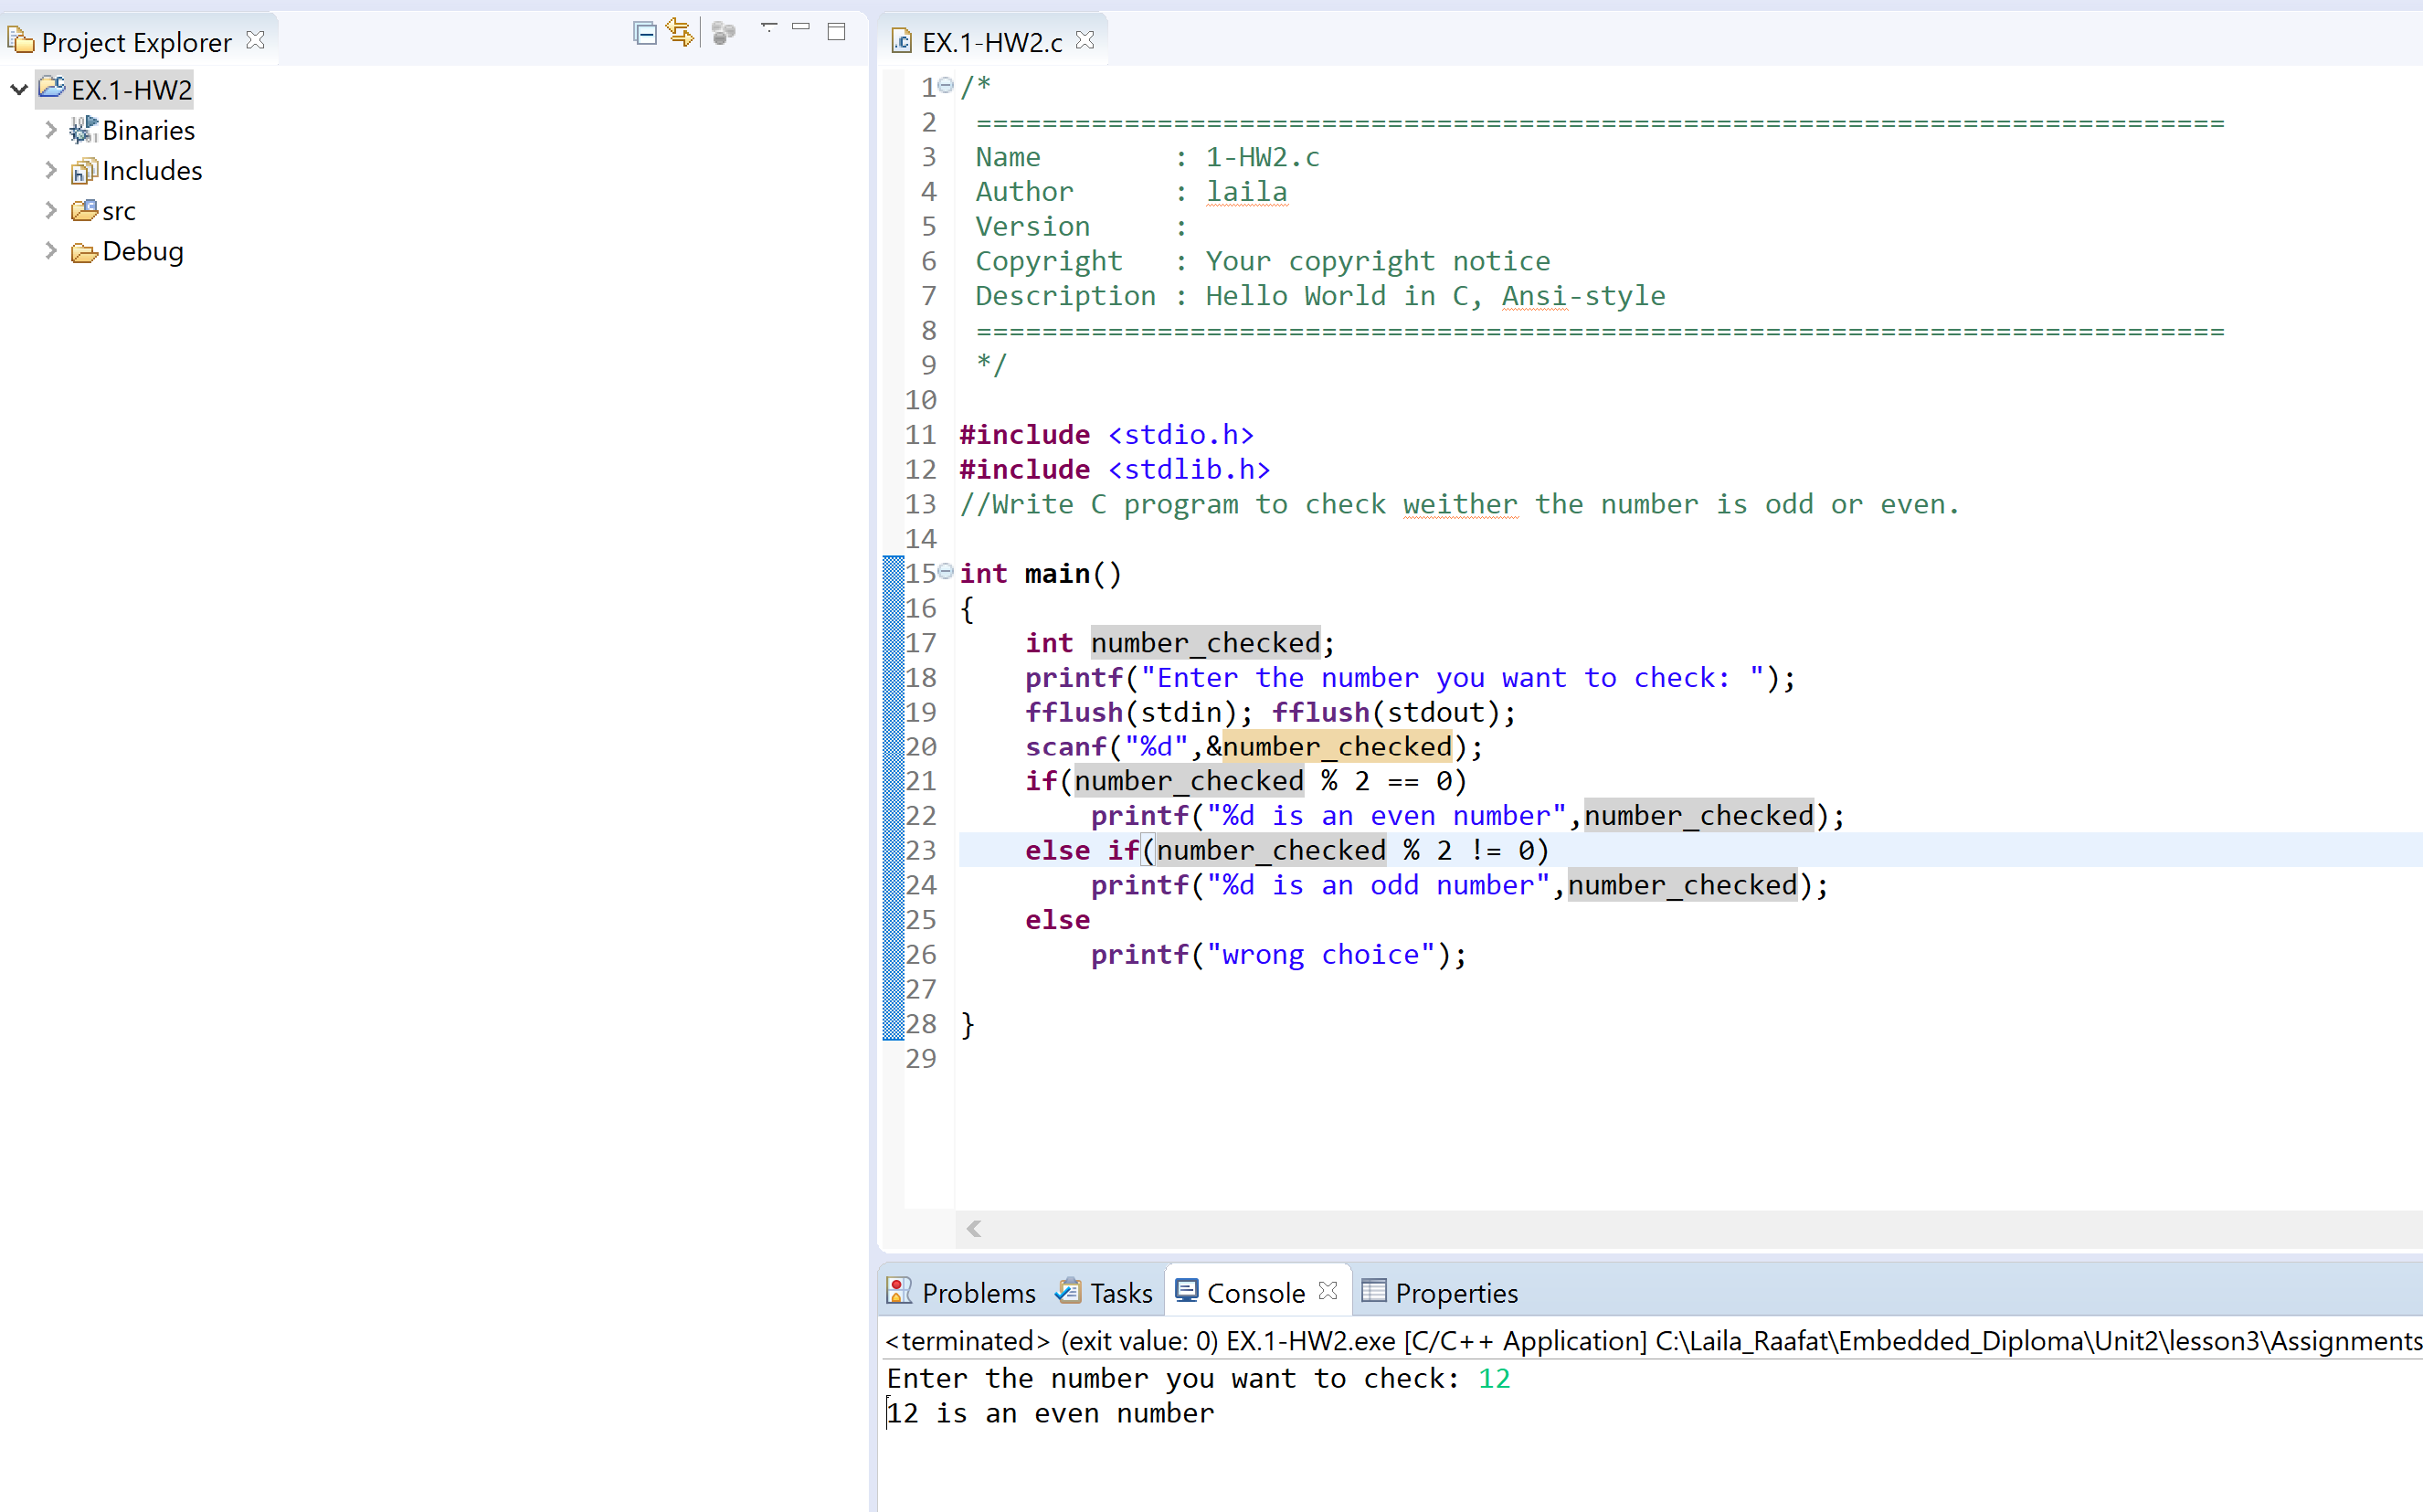 Project Explorer
EX.1-HW2
Binaries
Includes
src
Debug
EX.1-HW2.c
1 /*
2 ============================================================================
3 Name        : 1-HW2.c
4 Author      : laila
5 Version     :
6 Copyright   : Your copyright notice
7 Description : Hello World in C, Ansi-style
8 ============================================================================
9 */
10
11 #include <stdio.h>
12 #include <stdlib.h>
13 //Write C program to check weither the number is odd or even.
14
15 int main()
16 {
17     int number_checked;
18     printf("Enter the number you want to check: ");
19     fflush(stdin); fflush(stdout);
20     scanf("%d",&number_checked);
21     if(number_checked % 2 == 0)
22         printf("%d is an even number",number_checked);
23     else if(number_checked % 2 != 0)
24         printf("%d is an odd number",number_checked);
25     else
26         printf("wrong choice");
27
28 }
29
Problems Tasks Console Properties
<terminated> (exit value: 0) EX.1-HW2.exe [C/C++ Application] C:\Laila_Raafat\Embedded_Diploma\Unit2\lesson3\Assignments
Enter the number you want to check: 12
12 is an even number